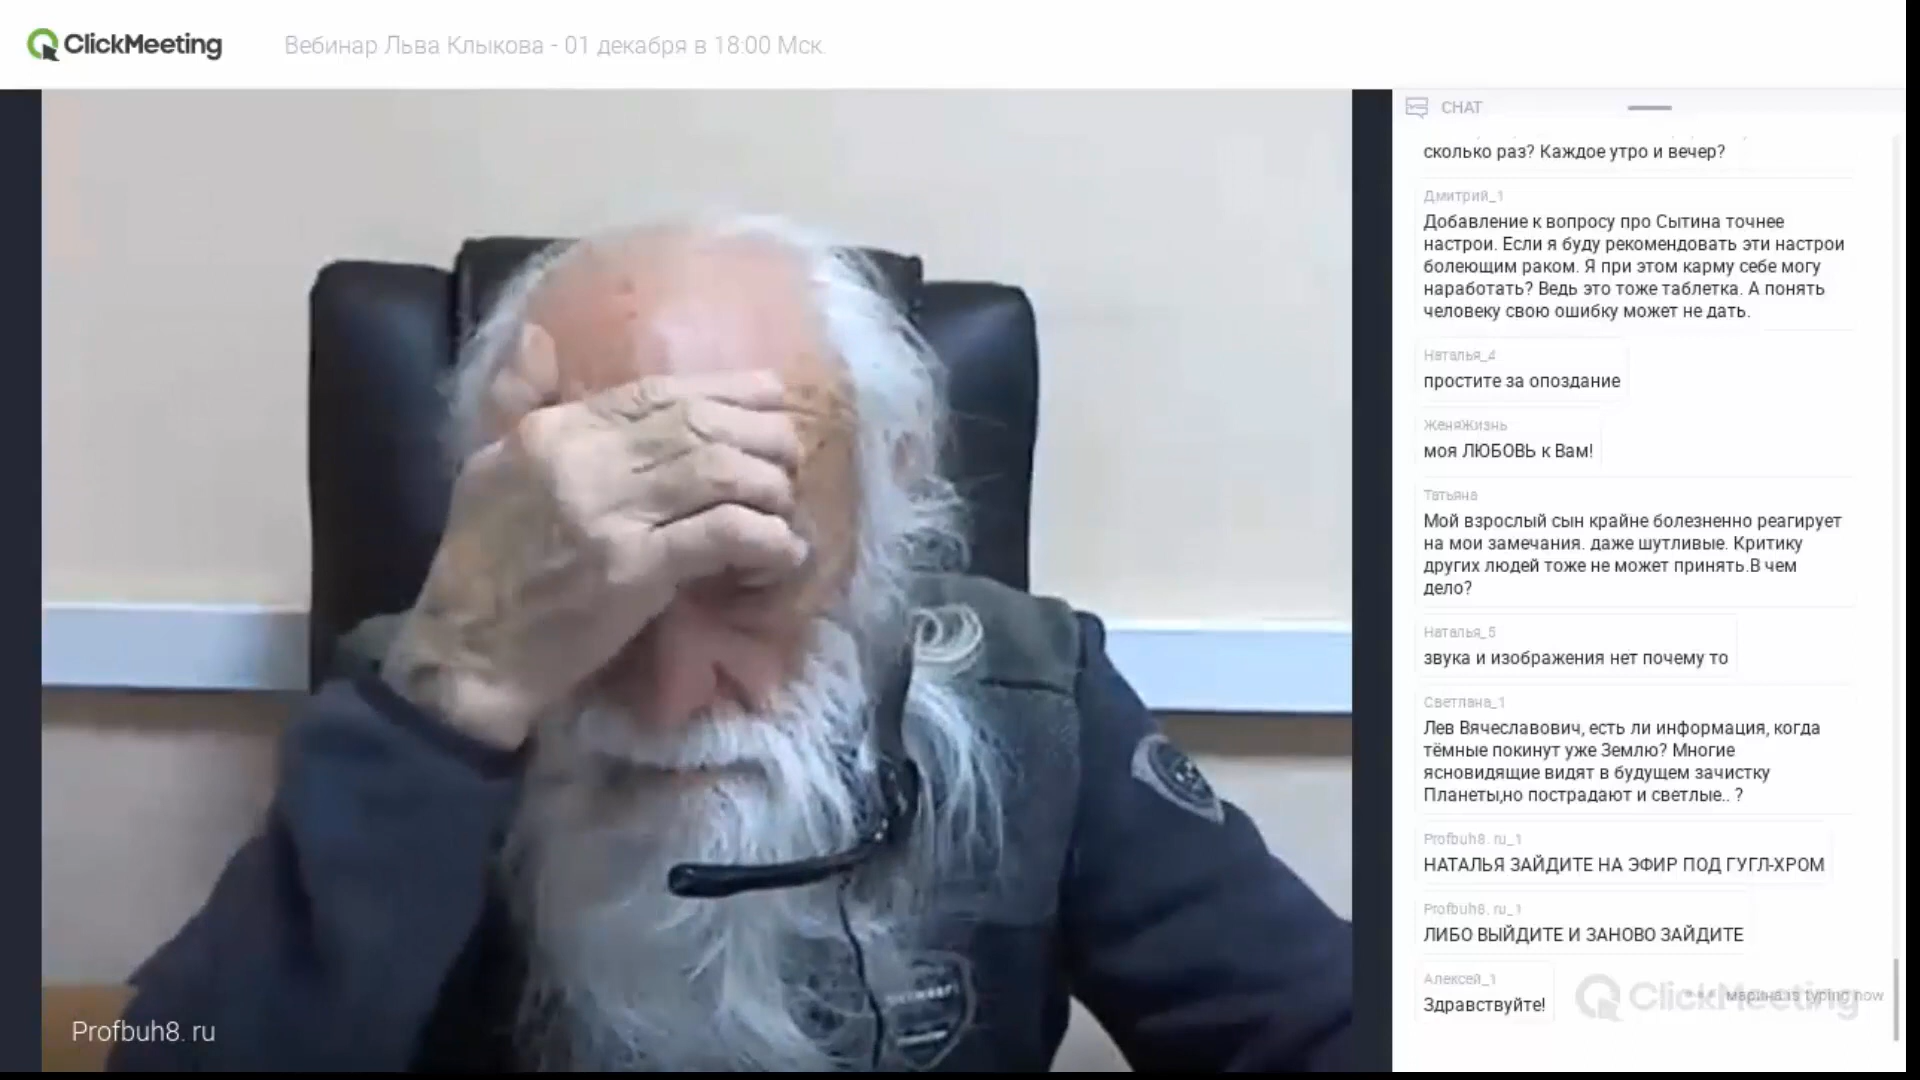 ClickMeeting
Вебинар Льва Клыкова - 01 декабря в 18:00 Мск.
CHAT
сколько раз? Каждое утро и вечер?
Дмитрий_1
Добавление к вопросу про Сытина точнее
настрои. Если я буду рекомендовать эти настрои
болеющим раком. Я при этом карму себе могу
наработать? Ведь это тоже таблетка. А понять
человеку свою ошибку может не дать.
Наталья_4
простите за опоздание
ЖеняЖизнь
моя ЛЮБОВЬ к Вам!
Татьяна
Мой взрослый сын крайне болезненно реагирует
на мои замечания. даже шутливые. Критику
других людей тоже не может принять.В чем
дело?
Наталья_5
звука и изображения нет почему то
Светлана_1
Лев Вячеславович, есть ли информация, когда
тёмные покинут уже Землю? Многие
ясновидящие видят в будущем зачистку
Планеты,но пострадают и светлые.. ?
Profbuh8. ru_1
НАТАЛЬЯ ЗАЙДИТЕ НА ЭФИР ПОД ГУГЛ-ХРОМ
Profbuh8. ru_1
ЛИБО ВЫЙДИТЕ И ЗАНОВО ЗАЙДИТЕ
Алексей_1
Здравствуйте!
ClickMeeting
марина is typing now
Profbuh8. ru